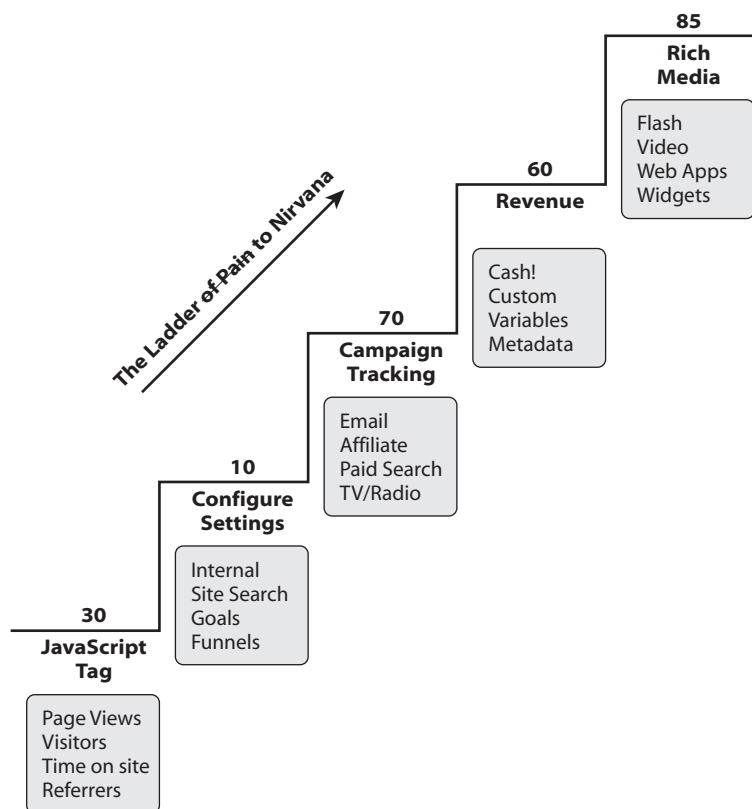 85
Rich
Media
Flash
Video
Web Apps
Widgets
60
Revenue
Cash!
Custom
Variables
Metadata
The Ladder of Pain to Nirvana
70
Campaign
Tracking
Email
Affiliate
Paid Search
TV/Radio
10
Configure
Settings
Internal
Site Search
Goals
Funnels
30
JavaScript
Tag
Page Views
Visitors
Time on site
Referrers